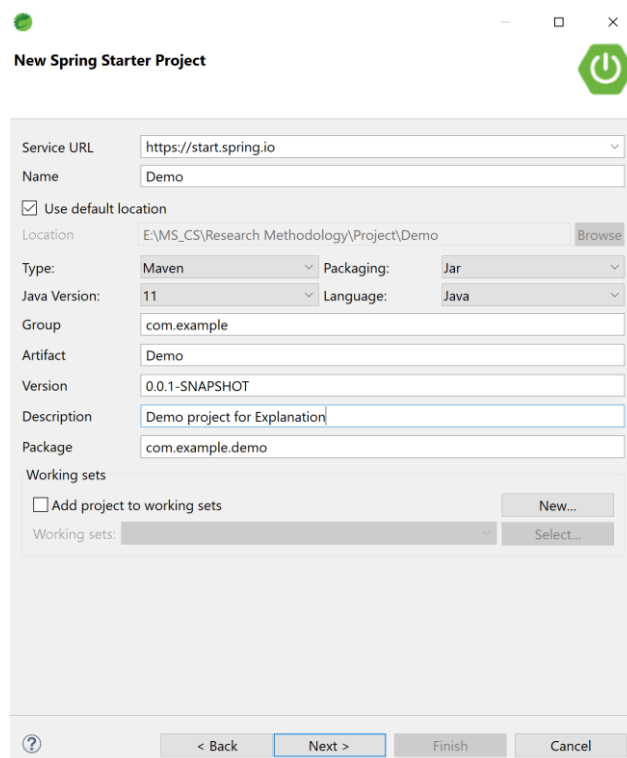 New Spring Starter Project
Service URL https://start.spring.io
Name Demo
Use default location
Location E:\MS_CS\Research Methodology\Project\Demo Browse
Type: Maven Packaging: Jar
Java Version: 11 Language: Java
Group com.example
Artifact Demo
Version 0.0.1-SNAPSHOT
Description Demo project for Explanation
Package com.example.demo
Working sets
Add project to working sets New...
Working sets: Select...
? < Back Next > Finish Cancel